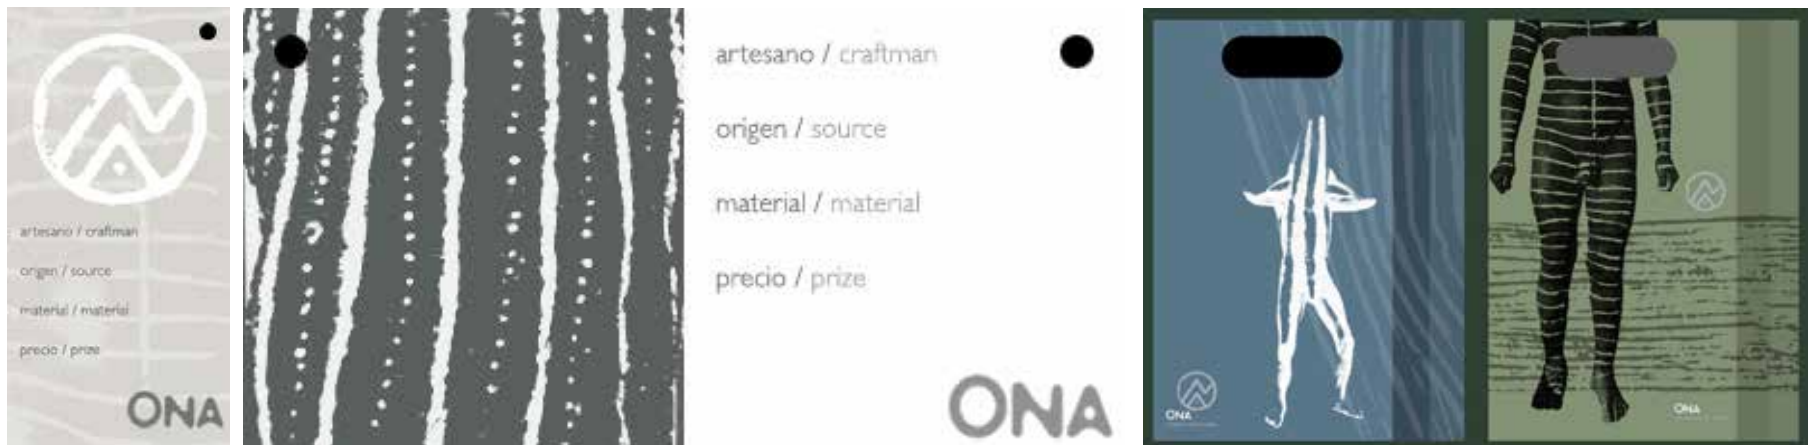 artesano / craftman
origen / source
material / material
precio / prize
ONA
artesano / craftman
origen / source
material / material
precio / prize
ONA
ONA
ONA